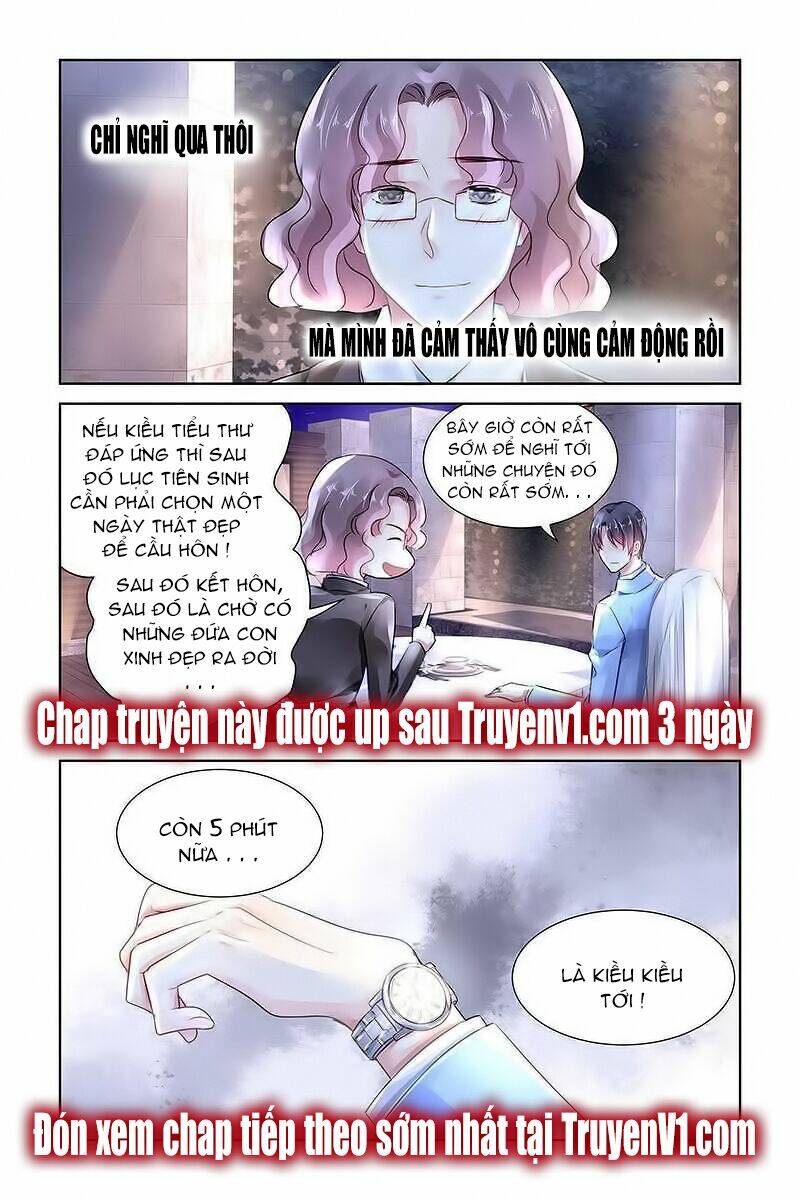 CHỈ NGHĨ QUA THÔI
MÀ MÌNH ĐÃ CẢM THẤY VÔ CÙNG CẢM ĐỘNG RỒI
NẾU KIỀU TIỂU THƯ
ĐÁP ỨNG THÌ SAU
ĐÓ LỤC TIÊN SINH
CẦN PHẢI CHỌN MỘT
NGÀY THẬT ĐẸP
ĐỂ CẦU HÔN !
SAU ĐÓ KẾT HÔN,
SAU ĐÓ LÀ CHỜ CÓ
NHỮNG ĐỨA CON
XINH ĐẸP RA ĐỜI
. . .
BÂY GIỜ CÒN RẤT
SỚM ĐỂ NGHĨ TỚI
NHỮNG CHUYỆN ĐÓ
CÒN RẤT SỚM. . .
Chap truyện này được up sau Truyenv1.com 3 ngày
CÒN 5 PHÚT
NỮA . . .
LÀ KIỀU KIỀU
TỚI !
Đón xem chap tiếp theo sớm nhất tại TruyenV1.com